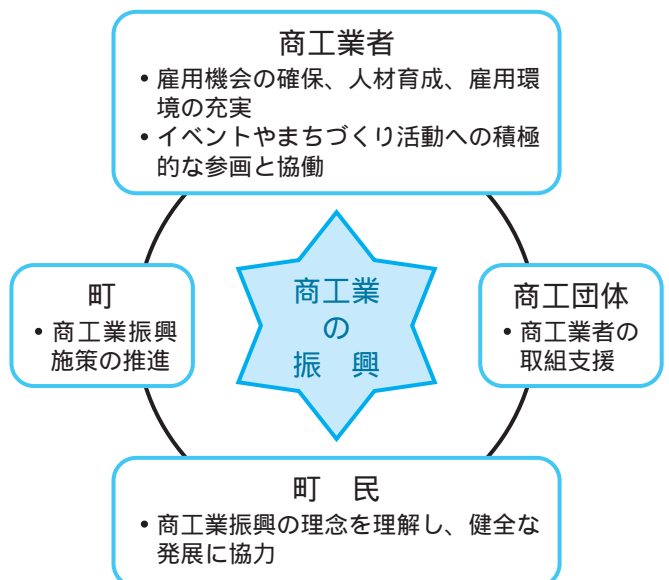 商工業者
• 雇用機会の確保、人材育成、雇用環
境の充実
• イベントやまちづくり活動への積極
的な参画と協働
町
• 商工業振興
施策の推進
商工業
の
振　興
商工団体
• 商工業者の
取組支援
町　民
• 商工業振興の理念を理解し、健全な
発展に協力